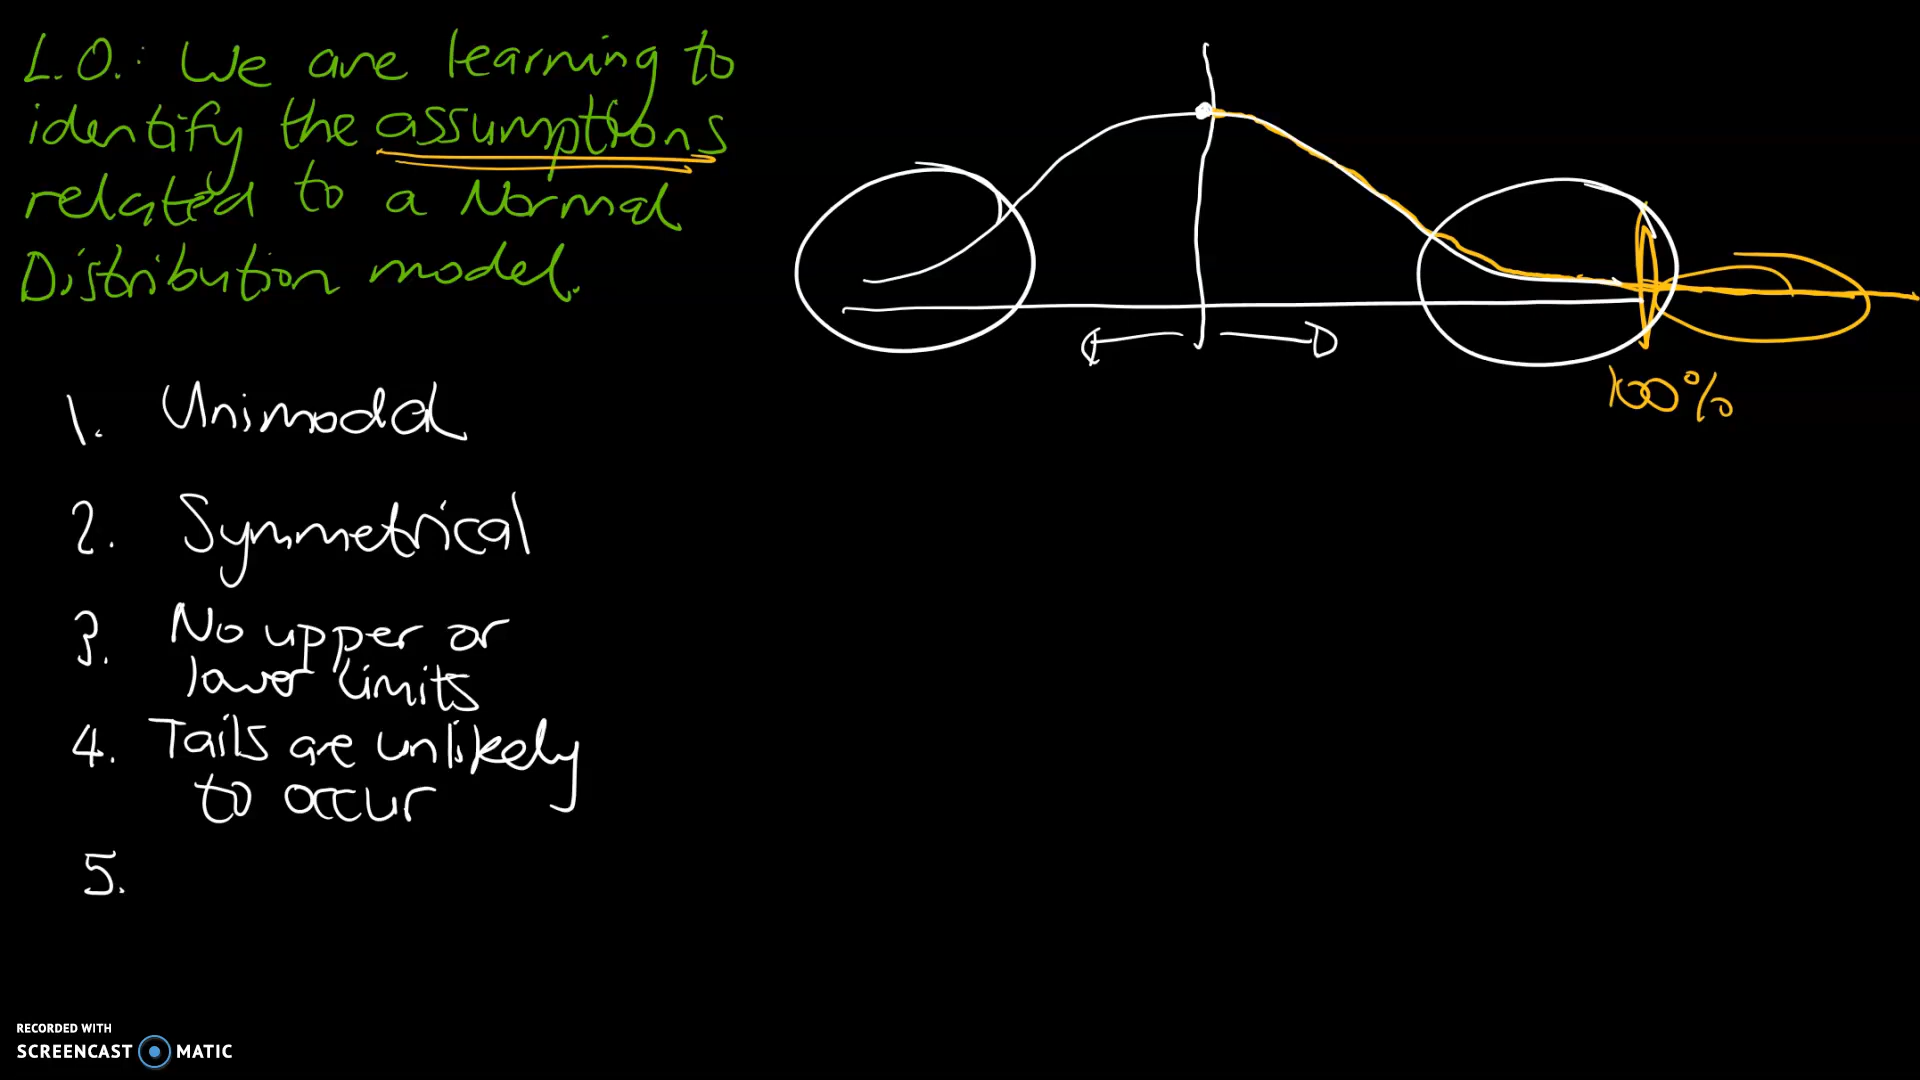 L.O.: We are learning to
identify the assumptions
related to a Normal
Distribution model.
100%
1. Unimodal
2. Symmetrical
3. No upper or
lower limits
4. Tails are unlikely
to occur
5.
RECORDED WITH
SCREENCAST MATIC